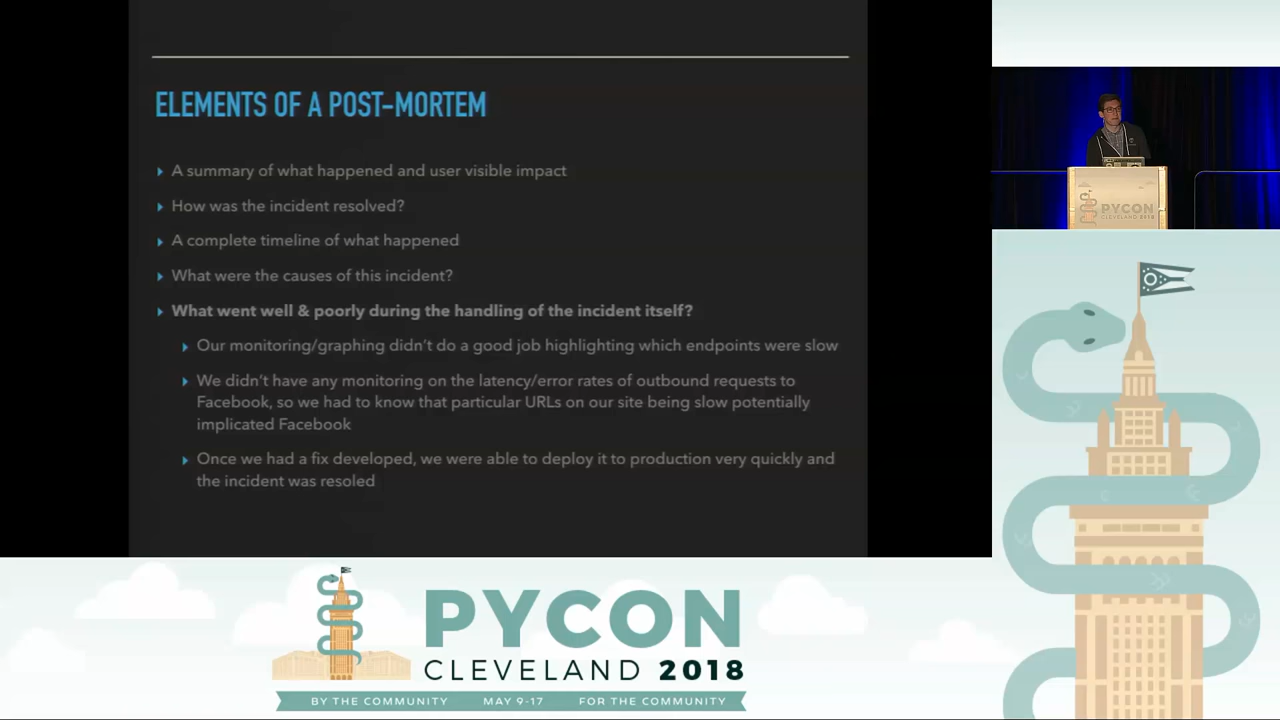 ELEMENTS OF A POST-MORTEM
A summary of what happened and user visible impact
How was the incident resolved?
A complete timeline of what happened
What were the causes of this incident?
What went well & poorly during the handling of the incident itself?
Our monitoring/graphing didn't do a good job highlighting which endpoints were slow
We didn't have any monitoring on the latency/error rates of outbound requests to
Facebook, so we had to know that particular URLs on our site being slow potentially
implicated Facebook
Once we had a fix developed, we were able to deploy it to production very quickly and
the incident was resoled
PYCON
CLEVELAND 2018
PYCON
CLEVELAND 2018
BY THE COMMUNITY MAY 9-17 FOR THE COMMUNITY